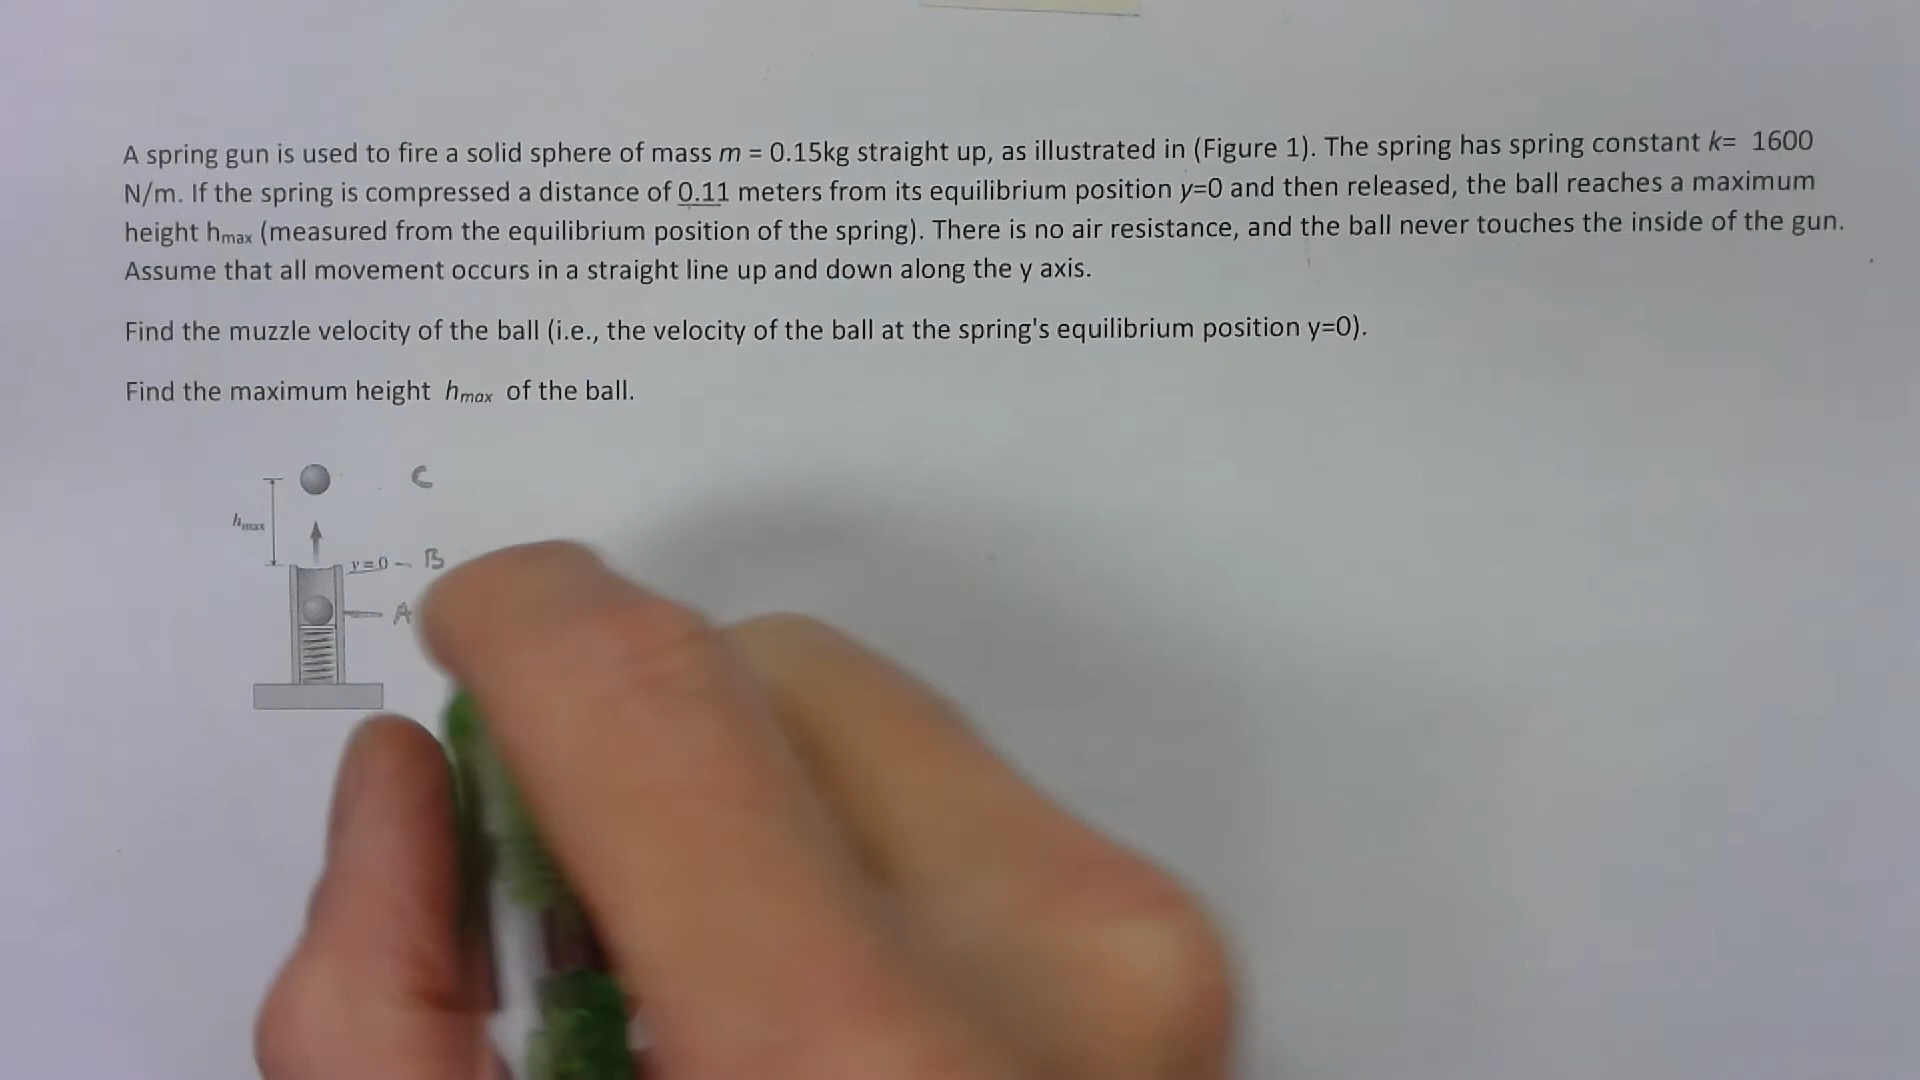 A spring gun is used to fire a solid sphere of mass m = 0.15kg straight up, as illustrated in (Figure 1). The spring has spring constant k= 1600
N/m. If the spring is compressed a distance of 0.11 meters from its equilibrium position y=0 and then released, the ball reaches a maximum
height hmax (measured from the equilibrium position of the spring). There is no air resistance, and the ball never touches the inside of the gun.
Assume that all movement occurs in a straight line up and down along the y axis.
Find the muzzle velocity of the ball (i.e., the velocity of the ball at the spring's equilibrium position y=0).
Find the maximum height hmax of the ball.
C
hmax
y=0 - B
A